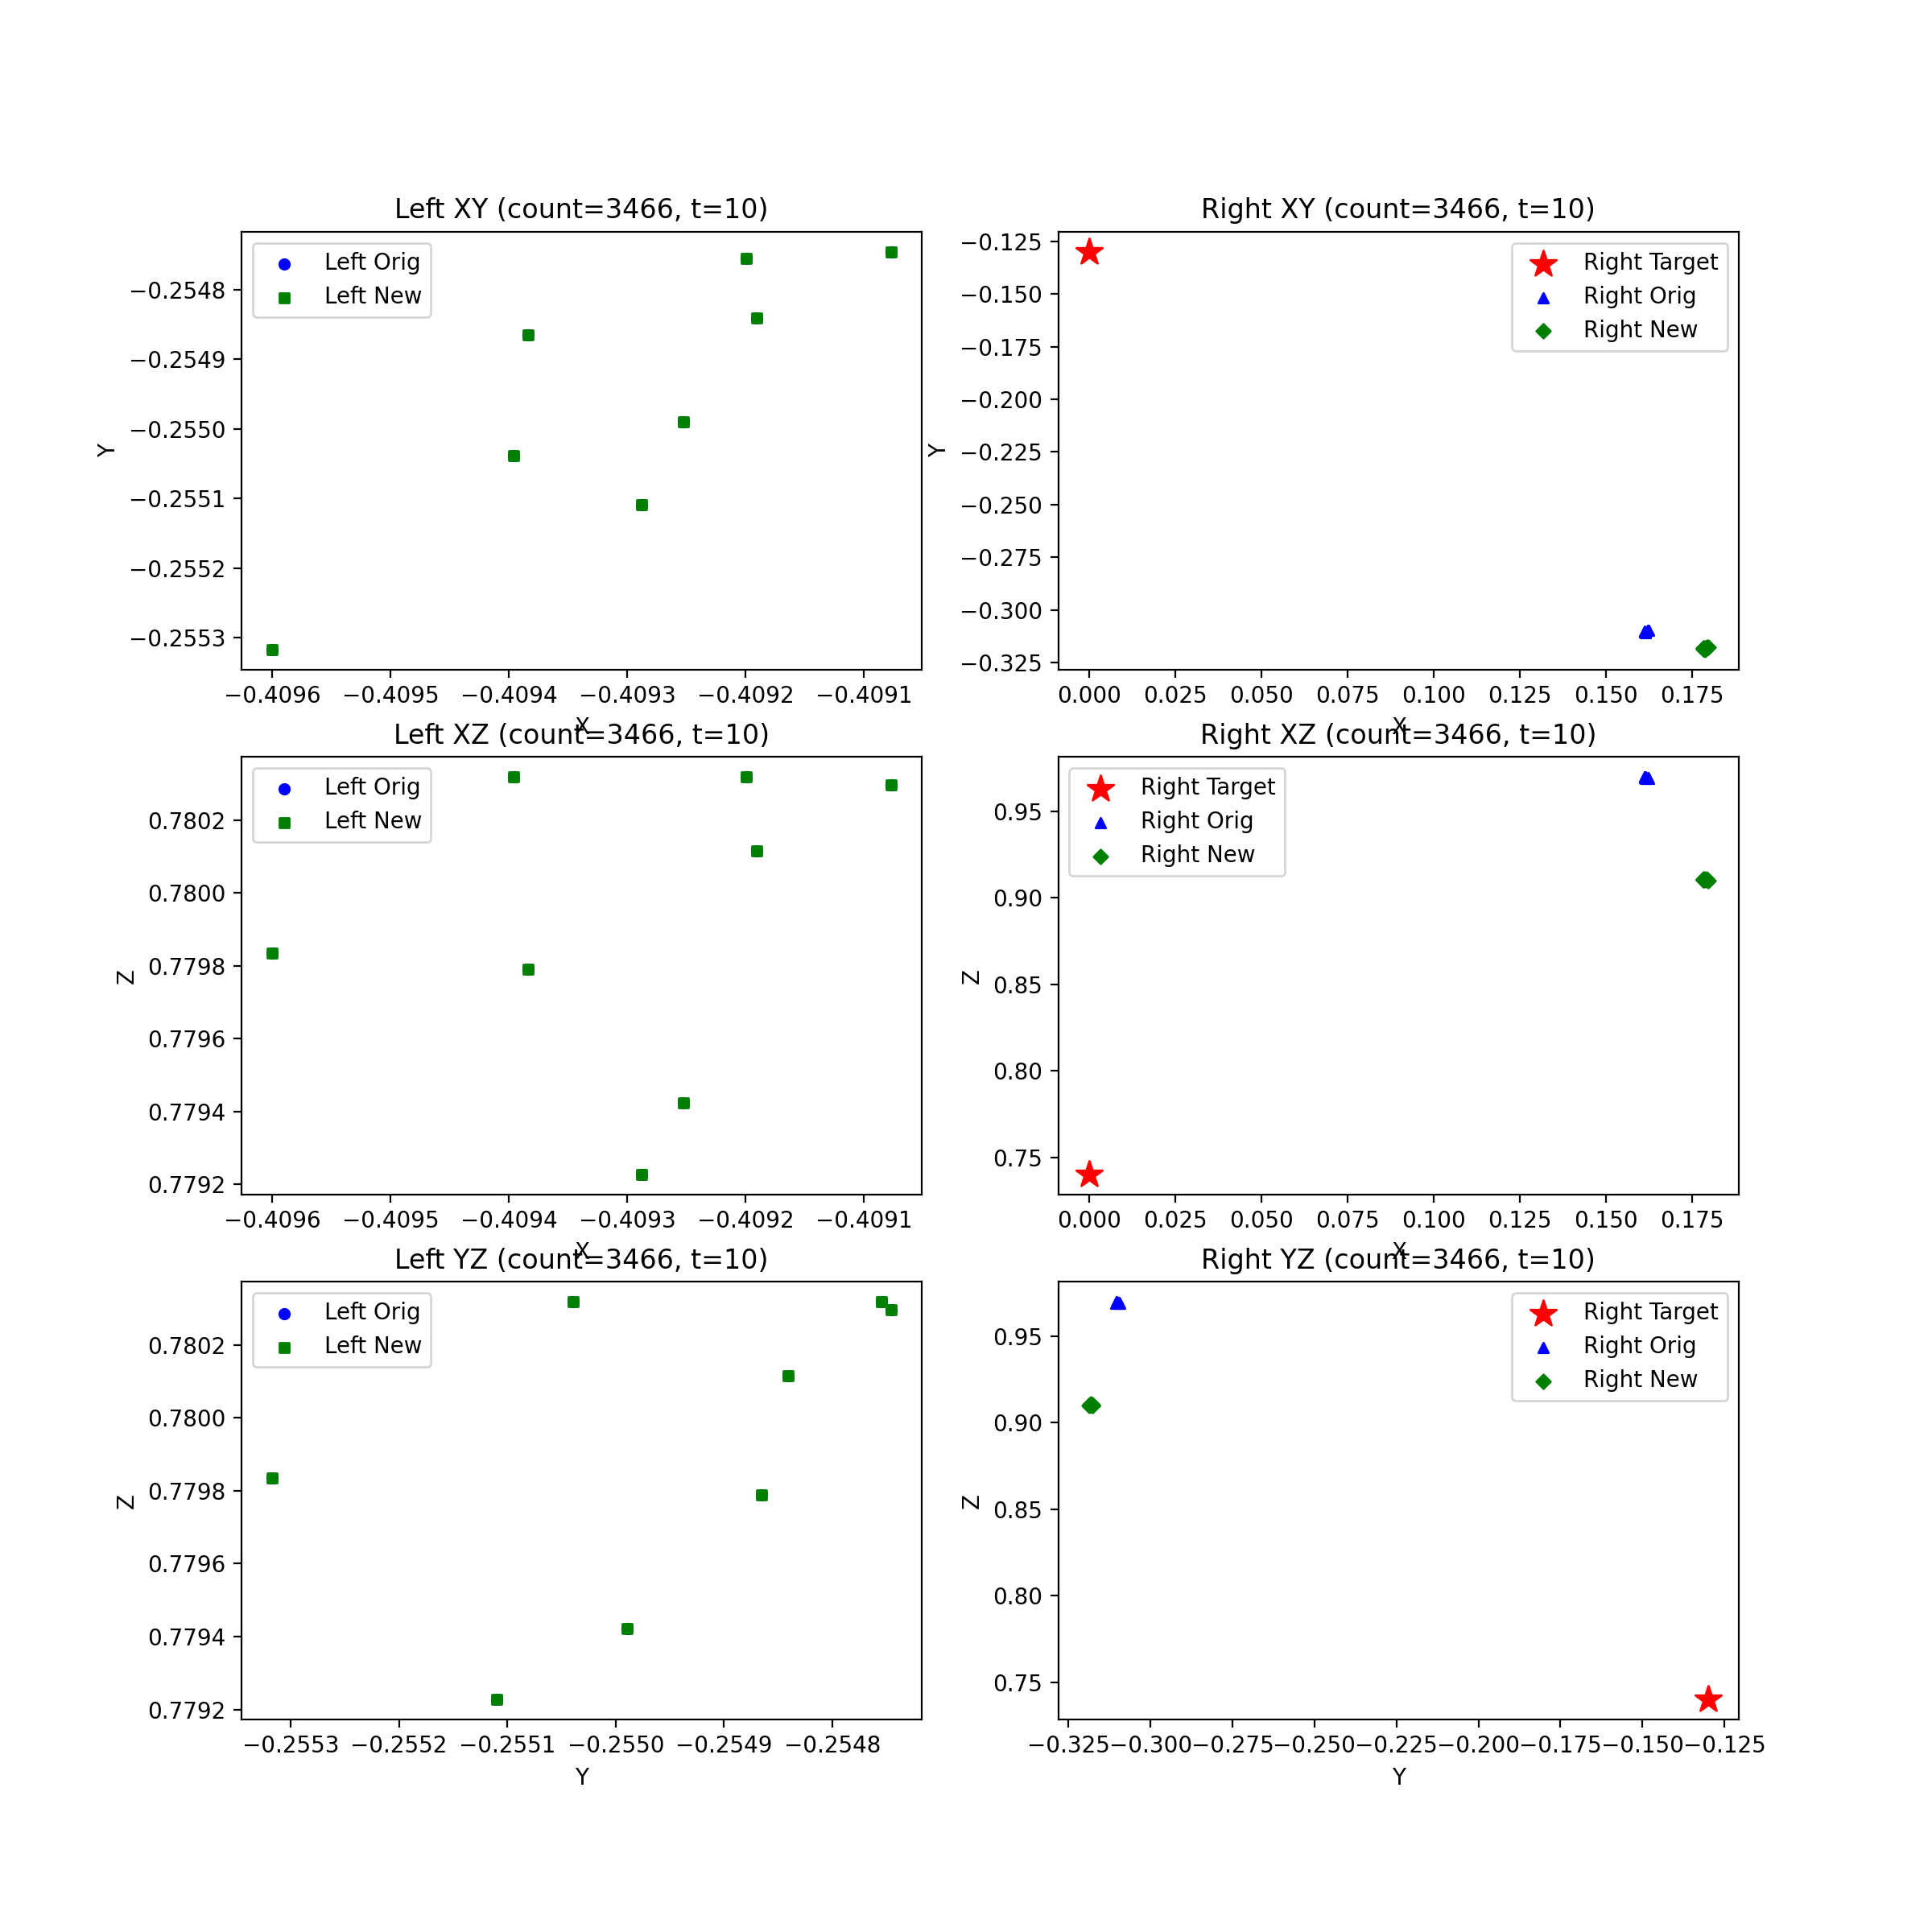 Left XY (count=3466, t=10)
Left Orig
Left New
−0.2548
−0.2549
−0.2550
−0.2551
−0.2552
−0.2553
Y
−0.4096 −0.4095 −0.4094 −0.4093 −0.4092 −0.4091
X
Right XY (count=3466, t=10)
Right Target
Right Orig
Right New
−0.125
−0.150
−0.175
−0.200
−0.225
−0.250
−0.275
−0.300
−0.325
Y
0.000 0.025 0.050 0.075 0.100 0.125 0.150 0.175
X
Left XZ (count=3466, t=10)
Left Orig
Left New
0.7802
0.7800
0.7798
0.7796
0.7794
0.7792
Z
−0.4096 −0.4095 −0.4094 −0.4093 −0.4092 −0.4091
X
Right XZ (count=3466, t=10)
Right Target
Right Orig
Right New
0.95
0.90
0.85
0.80
0.75
Z
0.000 0.025 0.050 0.075 0.100 0.125 0.150 0.175
X
Left YZ (count=3466, t=10)
Left Orig
Left New
0.7802
0.7800
0.7798
0.7796
0.7794
0.7792
Z
−0.2553 −0.2552 −0.2551 −0.2550 −0.2549 −0.2548
Y
Right YZ (count=3466, t=10)
Right Target
Right Orig
Right New
0.95
0.90
0.85
0.80
0.75
Z
−0.325 −0.300 −0.275 −0.250 −0.225 −0.200 −0.175 −0.150 −0.125
Y